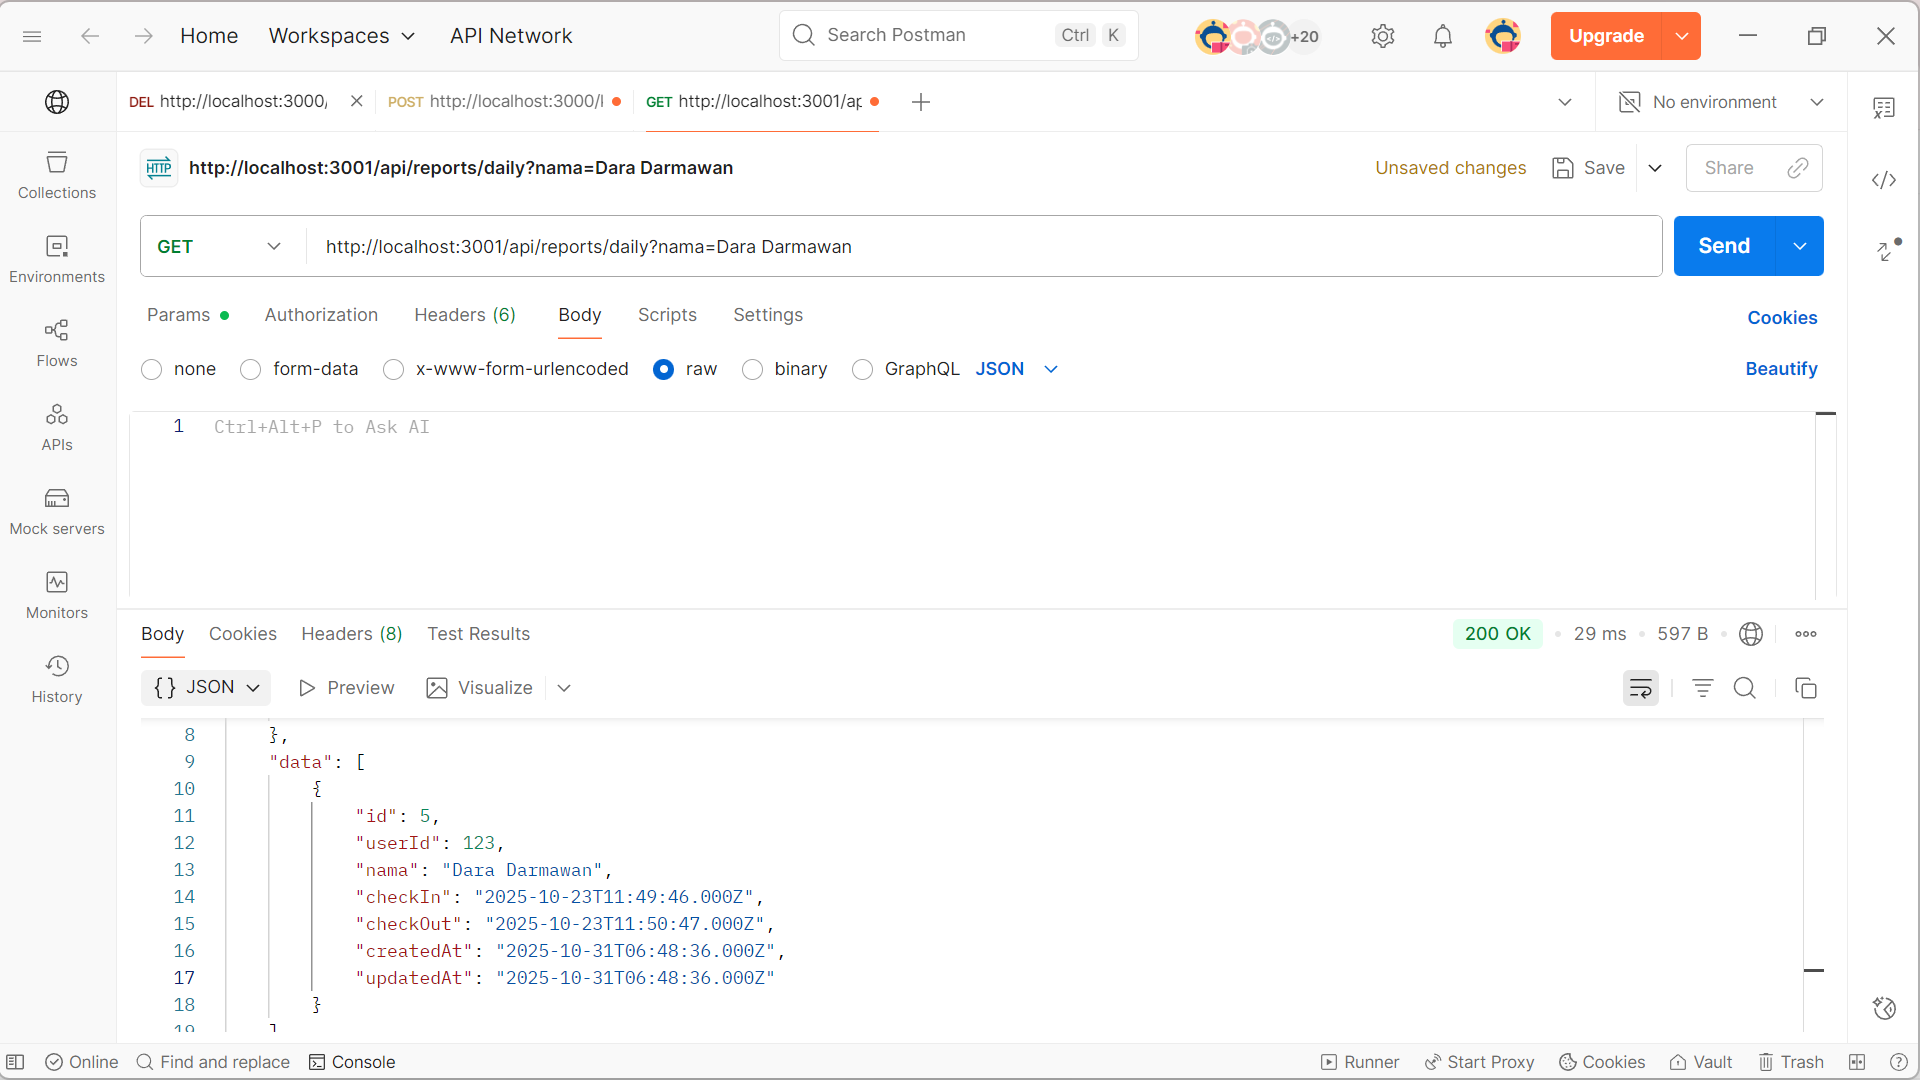 Home
Workspaces
API Network
Search Postman
Ctrl
K
+20
Upgrade
DEL http://localhost:3000/
POST http://localhost:3000/l
GET http://localhost:3001/ap
No environment
HTTP
http://localhost:3001/api/reports/daily?nama=Dara Darmawan
Unsaved changes
Save
Share
Collections
Environments
Flows
APIs
Mock servers
Monitors
History
GET
http://localhost:3001/api/reports/daily?nama=Dara Darmawan
Send
Params
Authorization
Headers (6)
Body
Scripts
Settings
Cookies
none
form-data
x-www-form-urlencoded
raw
binary
GraphQL
JSON
Beautify
1
Ctrl+Alt+P to Ask AI
Body
Cookies
Headers (8)
Test Results
200 OK
29 ms
597 B
{} JSON
Preview
Visualize
8 },
9 "data": [
10 {
11 "id": 5,
12 "userId": 123,
13 "nama": "Dara Darmawan",
14 "checkIn": "2025-10-23T11:49:46.000Z",
15 "checkOut": "2025-10-23T11:50:47.000Z",
16 "createdAt": "2025-10-31T06:48:36.000Z",
17 "updatedAt": "2025-10-31T06:48:36.000Z"
18 }
19 ]
Online
Find and replace
Console
Runner
Start Proxy
Cookies
Vault
Trash